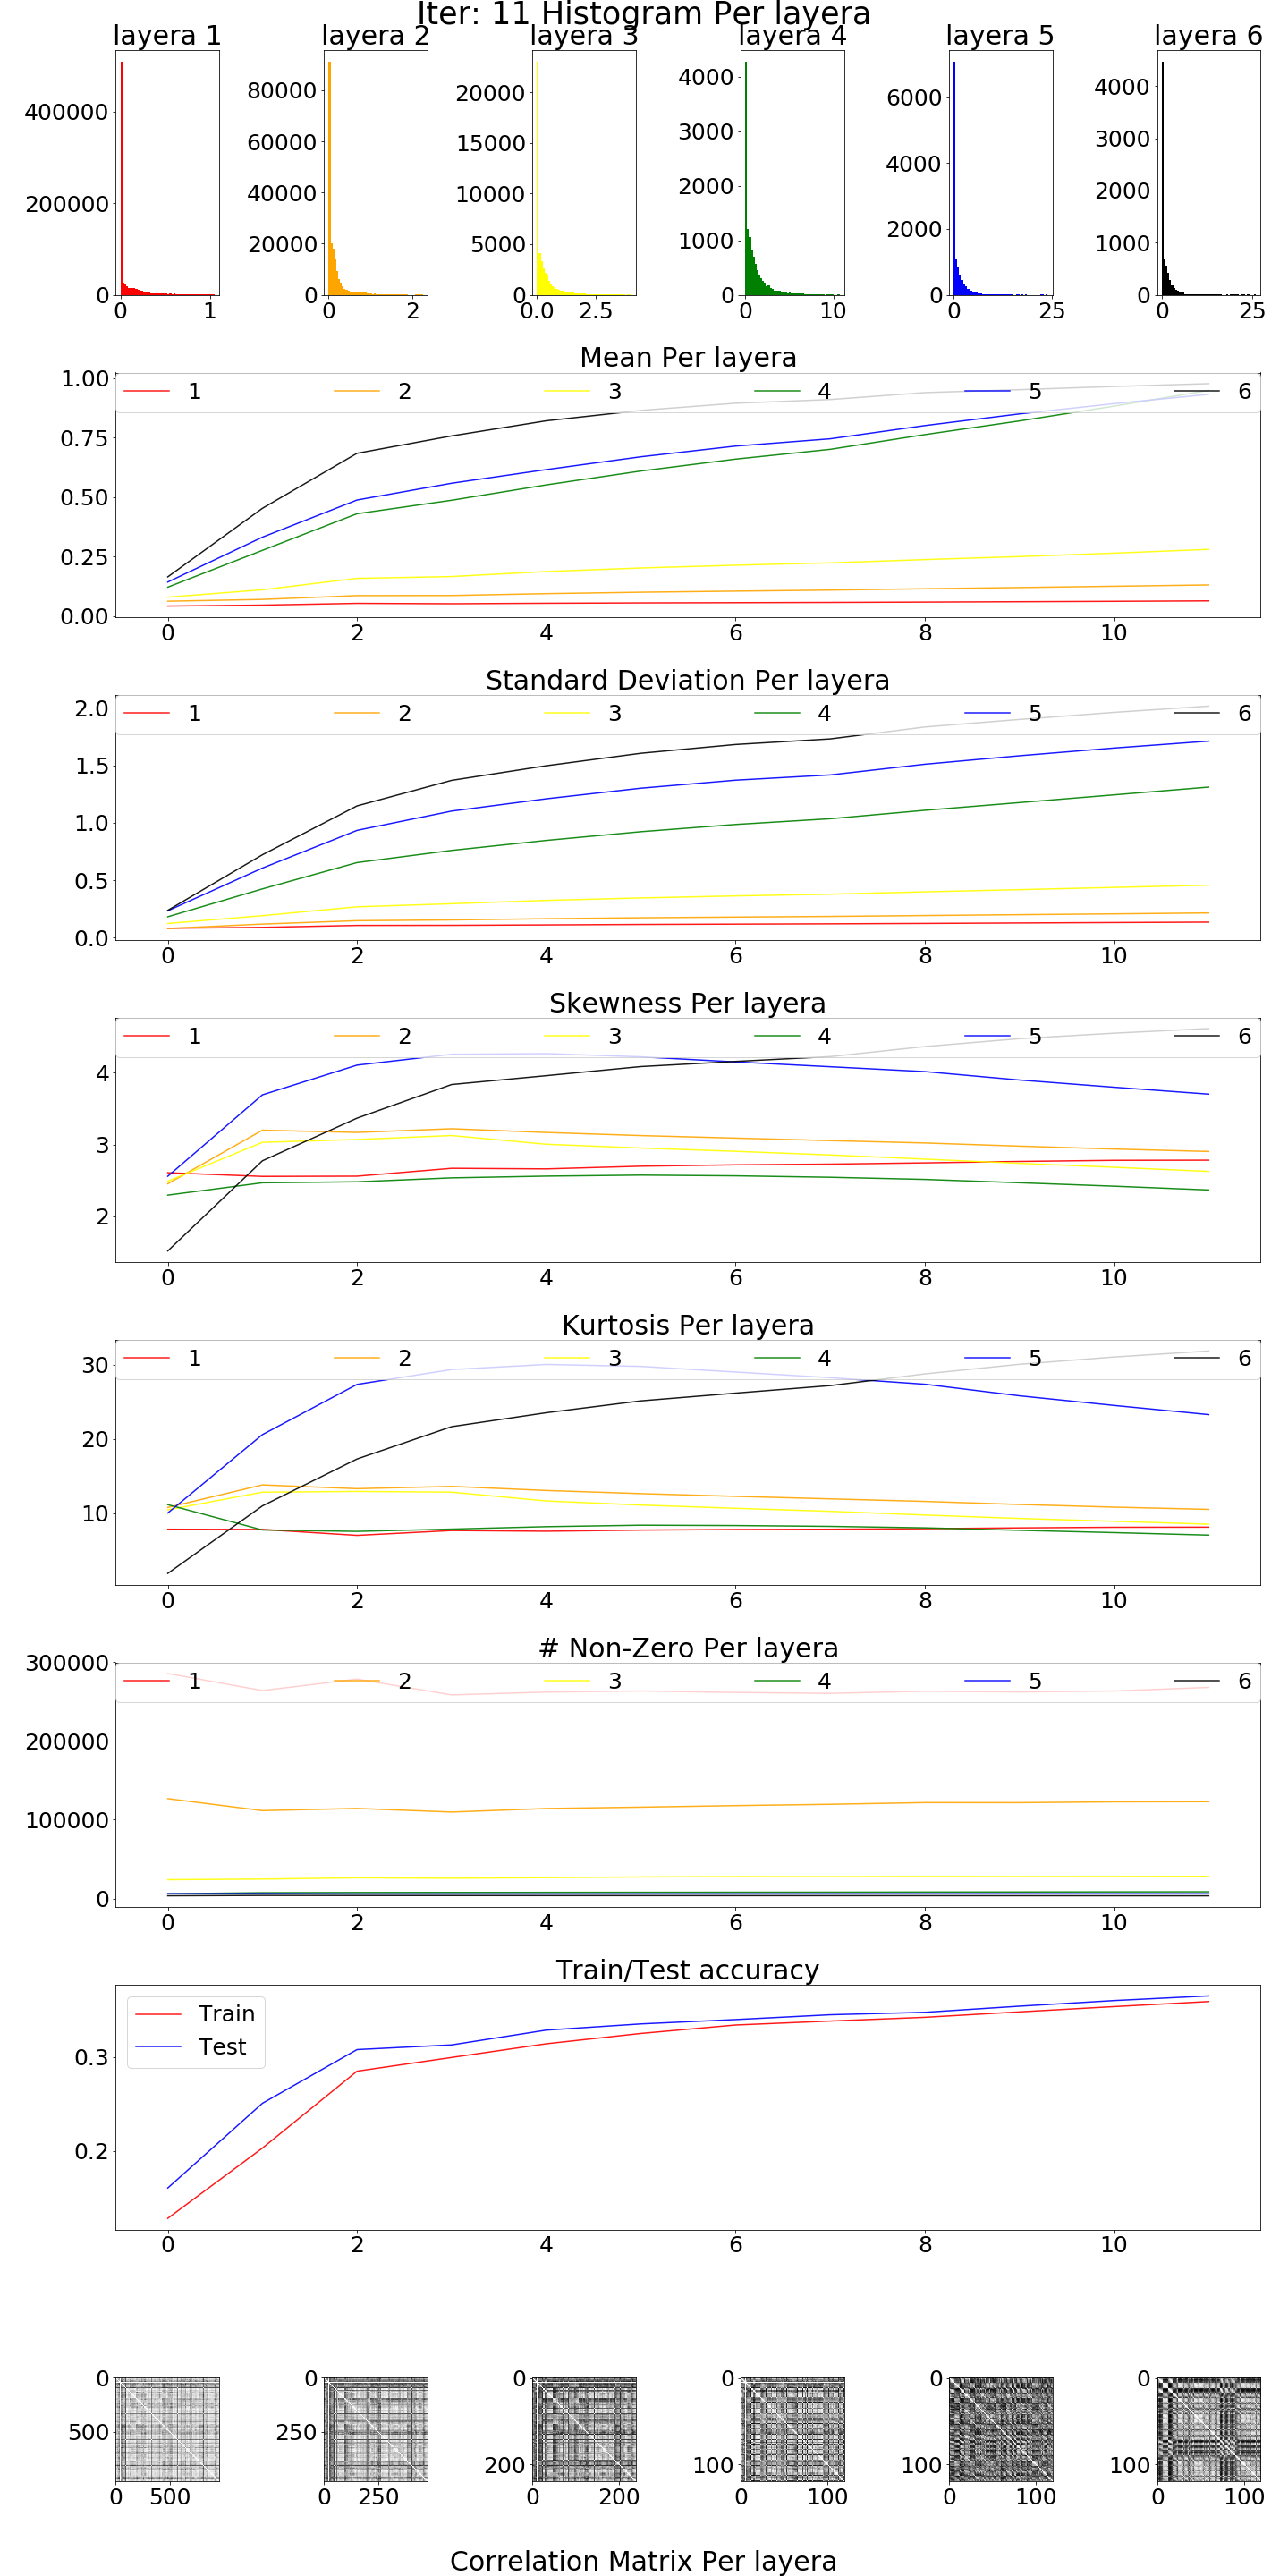 Iter: 11 Histogram Per layera
layera 1 layera 2 layera 3 layera 4 layera 5 layera 6
400000 80000 20000 4000 6000 4000
60000 15000 3000 4000 3000
200000 40000 10000 2000 2000 2000
20000 5000 1000 1000
0 0 0 0 0 0
0 1 0 2 0.0 2.5 0 10 0 25 0 25
Mean Per layera
1.00
1 2 3 4 5 6
0.75
0.50
0.25
0.00
0 2 4 6 8 10
Standard Deviation Per layera
2.0
1 2 3 4 5 6
1.5
1.0
0.5
0.0
0 2 4 6 8 10
Skewness Per layera
1 2 3 4 5 6
4
3
2
0 2 4 6 8 10
Kurtosis Per layera
30
1 2 3 4 5 6
20
10
0 2 4 6 8 10
# Non-Zero Per layera
300000
1 2 3 4 5 6
200000
100000
0
0 2 4 6 8 10
Train/Test accuracy
Train
Test
0.3
0.2
0 2 4 6 8 10
0 0 0 0 0 0
500 250 200 100 100 100
0 500 0 250 0 200 0 100 0 100 0 100
Correlation Matrix Per layera